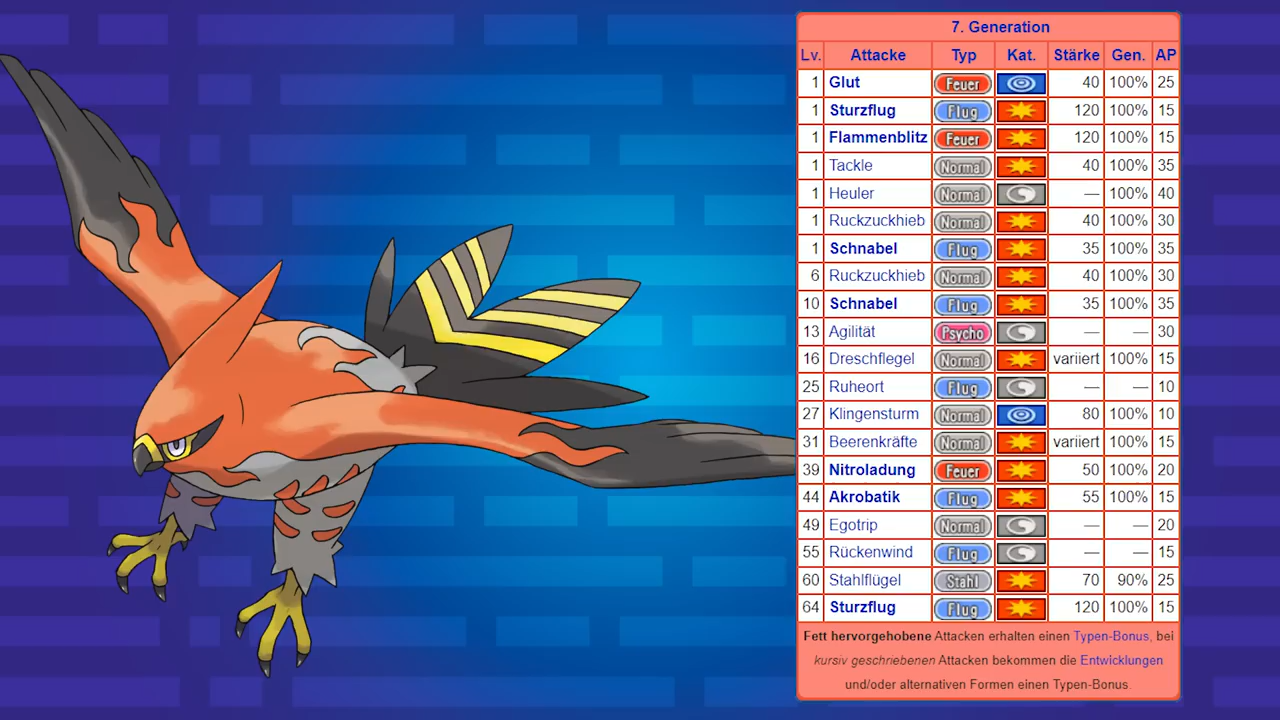 7. Generation
Lv. Attacke Typ Kat. Stärke Gen. AP
1 Glut Feuer 40 100% 25
1 Sturzflug Flug 120 100% 15
1 Flammenblitz Feuer 120 100% 15
1 Tackle Normal 40 100% 35
1 Heuler Normal — 100% 40
1 Ruckzuckhieb Normal 40 100% 30
1 Schnabel Flug 35 100% 35
6 Ruckzuckhieb Normal 40 100% 30
10 Schnabel Flug 35 100% 35
13 Agilität Psycho — — 30
16 Dreschflegel Normal variiert 100% 15
25 Ruheort Flug — — 10
27 Klingensturm Normal 80 100% 10
31 Beerenkräfte Normal variiert 100% 15
39 Nitroladung Feuer 50 100% 20
44 Akrobatik Flug 55 100% 15
49 Egotrip Normal — — 20
55 Rückenwind Flug — — 15
60 Stahlflügel Stahl 70 90% 25
64 Sturzflug Flug 120 100% 15
Fett hervorgehobene Attacken erhalten einen Typen-Bonus, bei
kursiv geschriebenen Attacken bekommen die Entwicklungen
und/oder alternativen Formen einen Typen-Bonus.